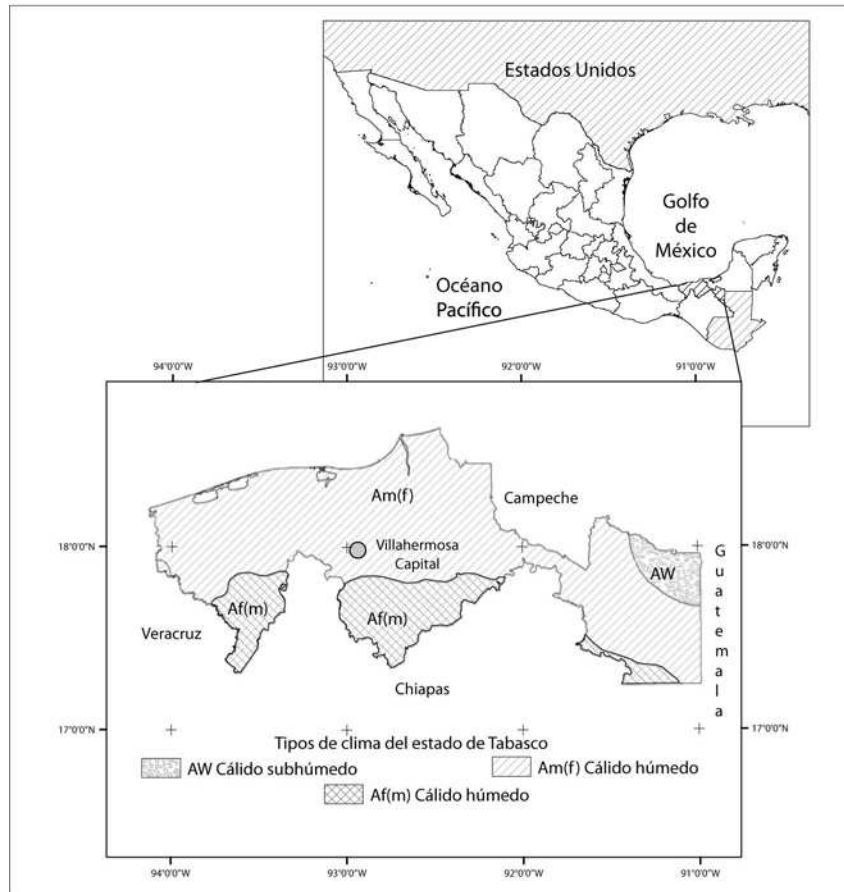 Estados Unidos
Golfo
de
México
Océano
Pacífico
94°0'0"W 93°0'0"W 92°0'0"W 91°0'0"W
Am(f)
Campeche
18°0'0"N Villahermosa 18°0'0"N
Capital
AW
Guatemala
Af(m)
Af(m)
Veracruz
Chiapas
17°0'0"N 17°0'0"N
Tipos de clima del estado de Tabasco
AW Cálido subhúmedo Am(f) Cálido húmedo
Af(m) Cálido húmedo
94°0'0"W 93°0'0"W 92°0'0"W 91°0'0"W